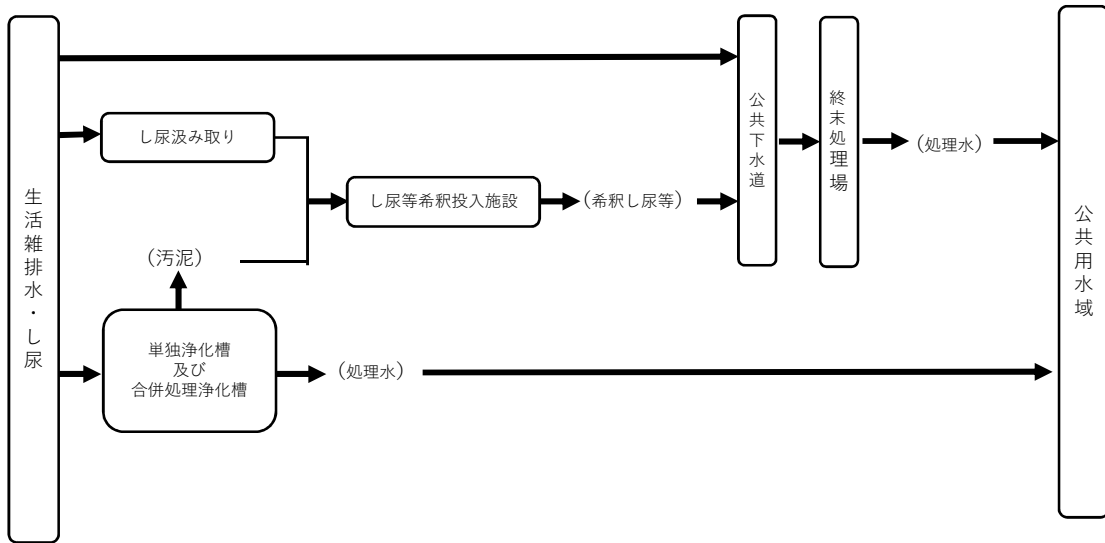 生活雑排水・し尿
し尿汲み取り
（汚泥）
単独浄化槽
及び
合併処理浄化槽
（処理水）
し尿等希釈投入施設
（希釈し尿等）
公共下水道
終末処理場
（処理水）
公共用水域